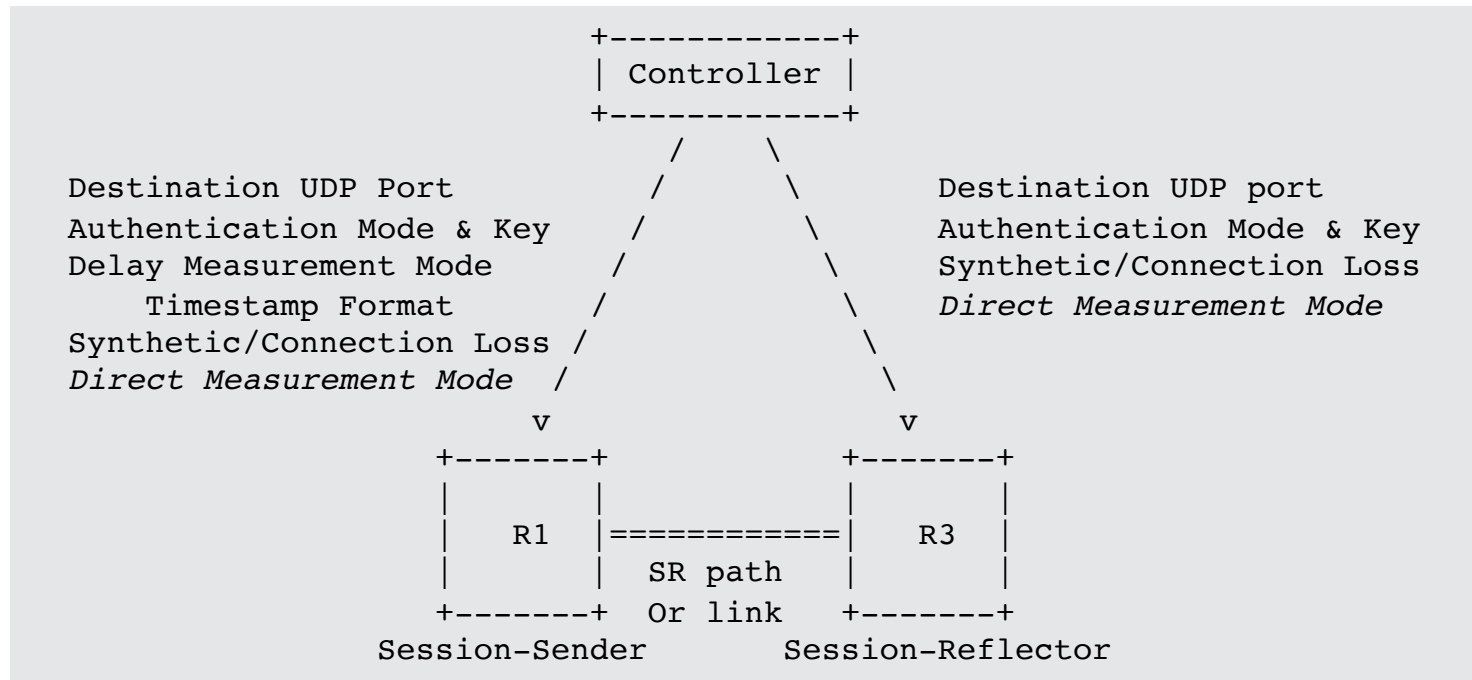 +------------+
| Controller |
+------------+
/ \
Destination UDP Port / \ Destination UDP port
Authentication Mode & Key / \ Authentication Mode & Key
Delay Measurement Mode / \ Synthetic/Connection Loss
Timestamp Format / \ Direct Measurement Mode
Synthetic/Connection Loss / \
Direct Measurement Mode / \
v v
+-------+ +-------+
| | | |
| R1 |============| R3 |
| | SR path | |
+-------+ Or link +-------+
Session-Sender Session-Reflector